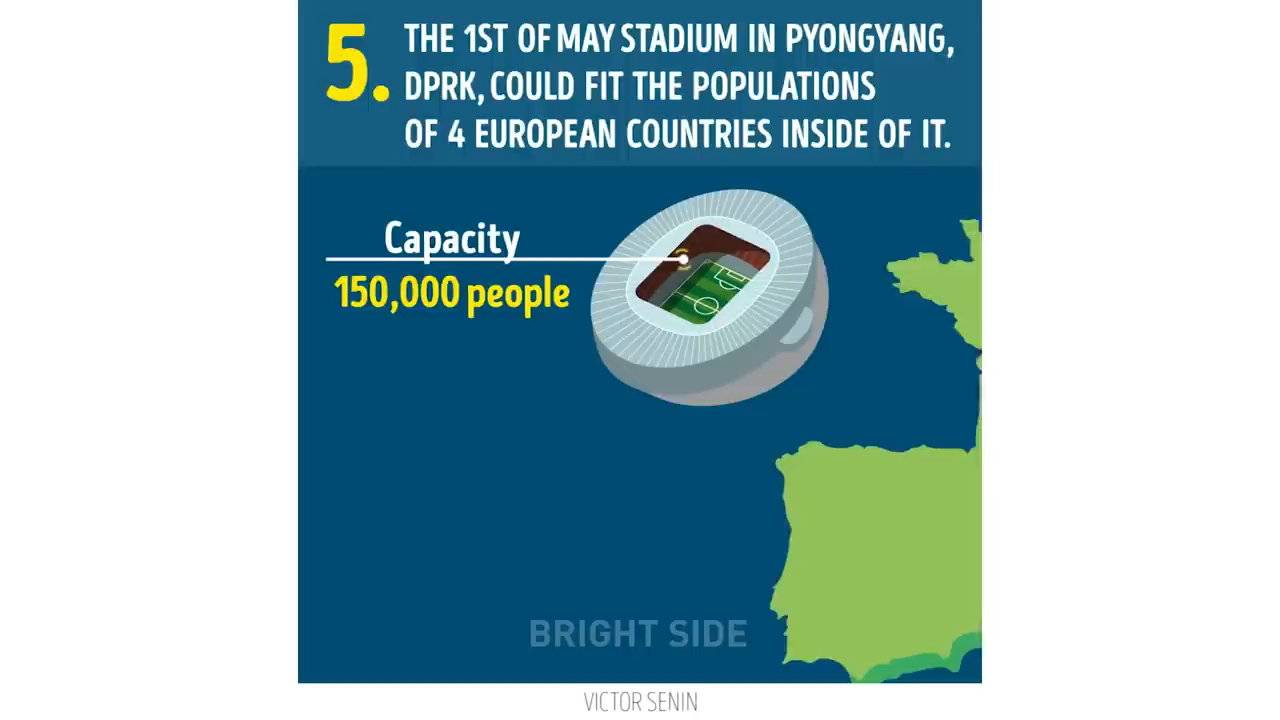 5.
THE 1ST OF MAY STADIUM IN PYONGYANG,
DPRK, COULD FIT THE POPULATIONS
OF 4 EUROPEAN COUNTRIES INSIDE OF IT.
Capacity
150,000 people
BRIGHT SIDE
VICTOR SENIN